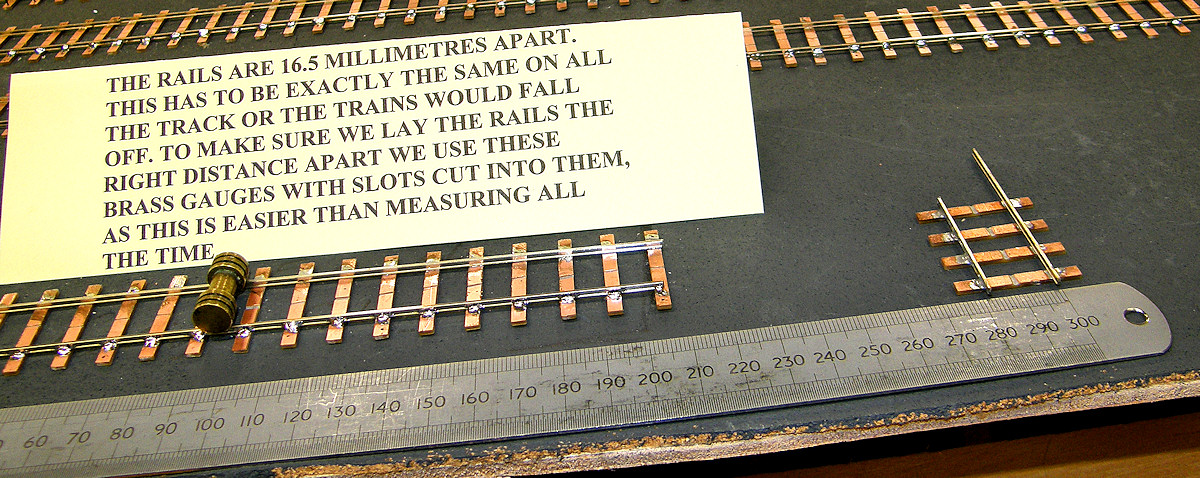 THE RAILS ARE 16.5 MILLIMETRES APART.
THIS HAS TO BE EXACTLY THE SAME ON ALL
THE TRACK OR THE TRAINS WOULD FALL
OFF. TO MAKE SURE WE LAY THE RAILS THE
RIGHT DISTANCE APART WE USE THESE
BRASS GAUGES WITH SLOTS CUT INTO THEM,
AS THIS IS EASIER THAN MEASURING ALL
THE TIME
60 70 80 90 100 110 120 130 140 150 160 170 180 190 200 210 220 230 240 250 260 270 280 290 300